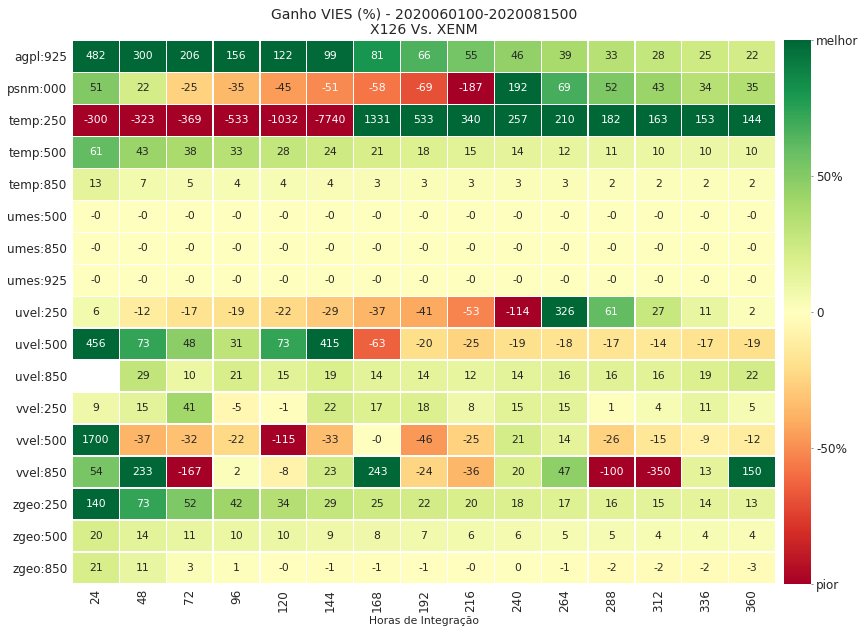 Ganho VIES (%) - 2020060100-2020081500
X126 Vs. XENM
agpl:925 482 300 206 156 122 99 81 66 55 46 39 33 28 25 22
psnm:000 51 22 -25 -35 -45 -51 -58 -69 -187 192 69 52 43 34 35
temp:250 -300 -323 -369 -533 -1032 -7740 1331 533 340 257 210 182 163 153 144
temp:500 61 43 38 33 28 24 21 18 15 14 12 11 10 10 10
temp:850 13 7 5 4 4 4 3 3 3 3 3 2 2 2 2
umes:500 -0 -0 -0 -0 -0 -0 -0 -0 -0 -0 -0 -0 -0 -0 -0
umes:850 -0 -0 -0 -0 -0 -0 -0 -0 -0 -0 -0 -0 -0 -0 -0
umes:925 -0 -0 -0 -0 -0 -0 -0 -0 -0 -0 -0 -0 -0 -0 -0
uvel:250 6 -12 -17 -19 -22 -29 -37 -41 -53 -114 326 61 27 11 2
uvel:500 456 73 48 31 73 415 -63 -20 -25 -19 -18 -17 -14 -17 -19
uvel:850 29 10 21 15 19 14 14 12 14 16 16 16 19 22
vvel:250 9 15 41 -5 -1 22 17 18 8 15 15 1 4 11 5
vvel:500 1700 -37 -32 -22 -115 -33 -0 -46 -25 21 14 -26 -15 -9 -12
vvel:850 54 233 -167 2 -8 23 243 -24 -36 20 47 -100 -350 13 150
zgeo:250 140 73 52 42 34 29 25 22 20 18 17 16 15 14 13
zgeo:500 20 14 11 10 10 9 8 7 6 6 5 5 4 4 4
zgeo:850 21 11 3 1 -0 -1 -1 -1 -0 0 -1 -2 -2 -2 -3
24 48 72 96 120 144 168 192 216 240 264 288 312 336 360
Horas de Integração
melhor
50%
0
-50%
pior